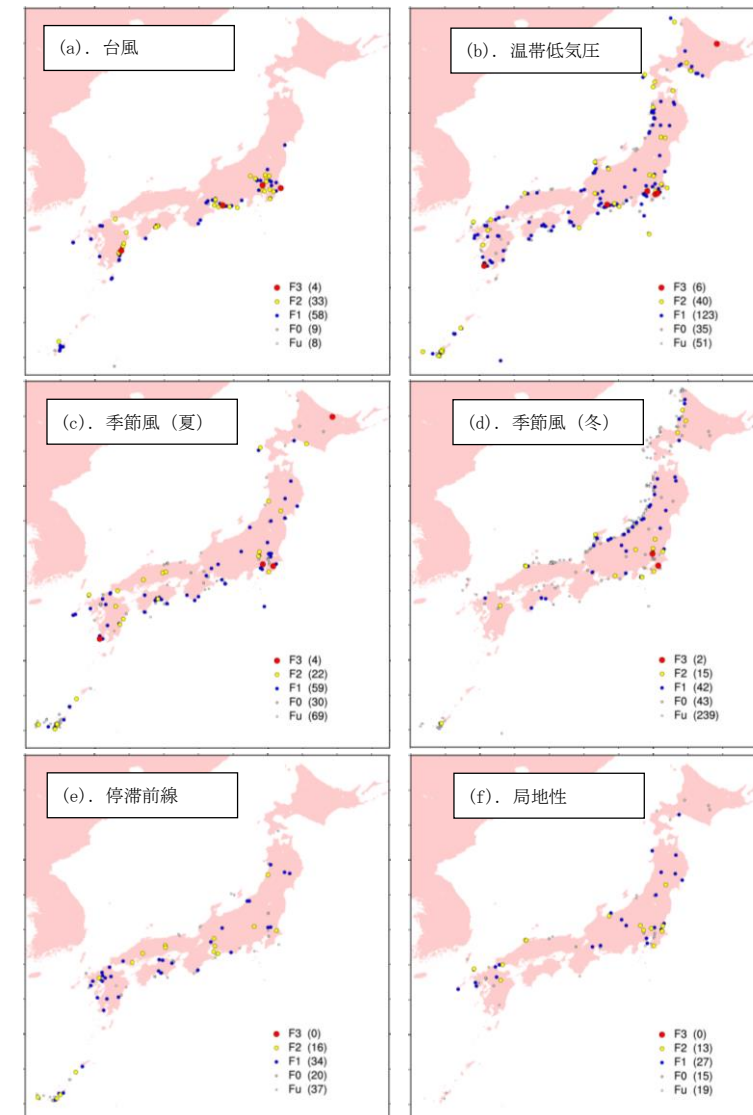 (a). 台風
F3 (4)
F2 (33)
F1 (58)
F0 (9)
Fu (8)
(b). 温帯低気圧
F3 (6)
F2 (40)
F1 (123)
F0 (35)
Fu (51)
(c). 季節風 (夏)
F3 (4)
F2 (22)
F1 (59)
F0 (30)
Fu (69)
(d). 季節風 (冬)
F3 (2)
F2 (15)
F1 (42)
F0 (43)
Fu (239)
(e). 停滞前線
F3 (0)
F2 (16)
F1 (34)
F0 (20)
Fu (37)
(f). 局地性
F3 (0)
F2 (13)
F1 (27)
F0 (15)
Fu (19)